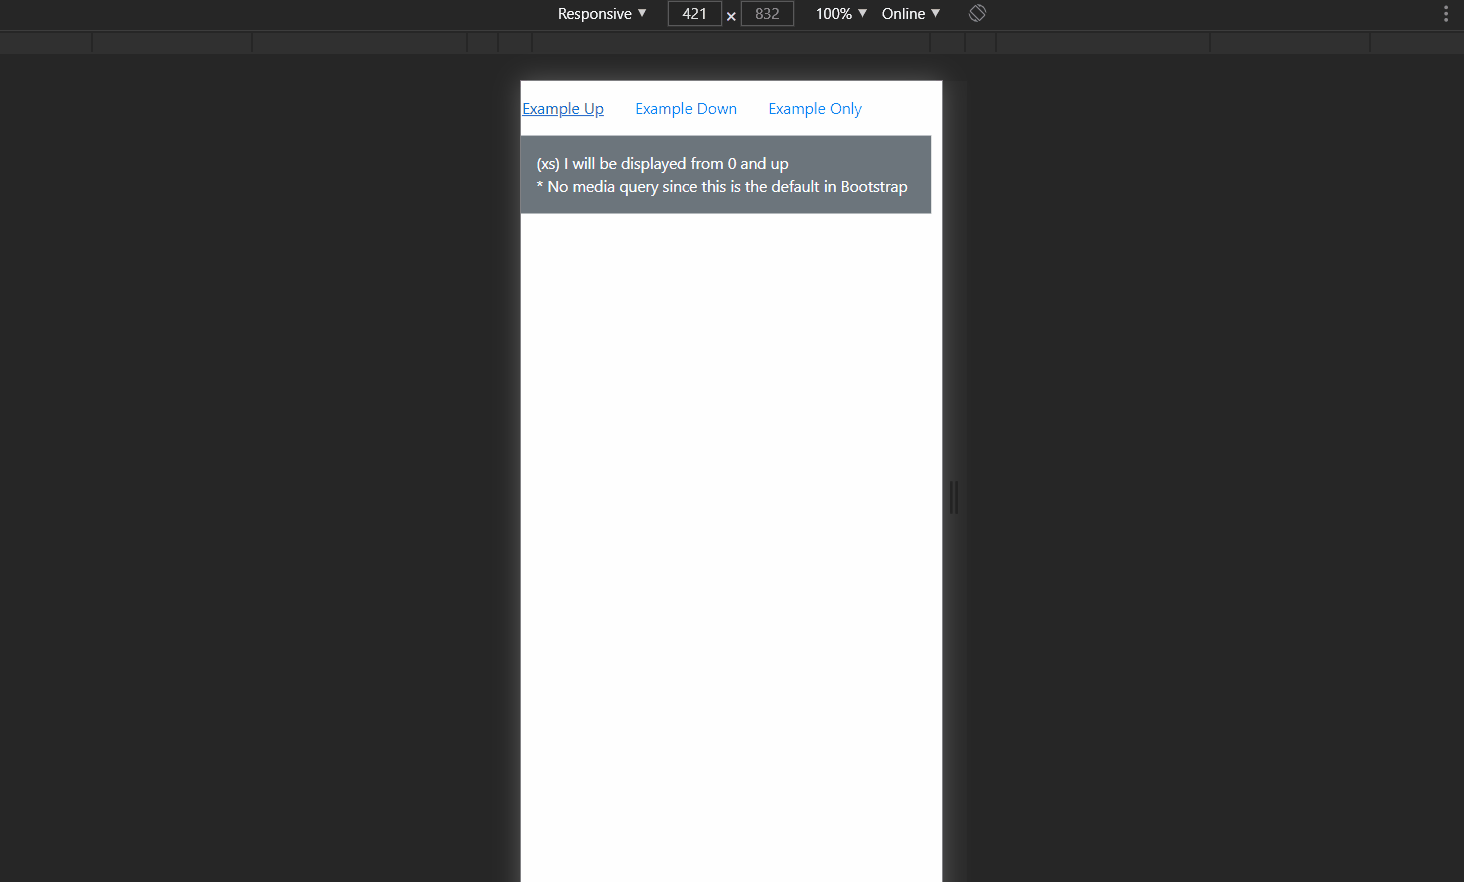 Responsive ▼ 421 × 832 100% ▼ Online ▼
Example Up Example Down Example Only
(xs) I will be displayed from 0 and up
* No media query since this is the default in Bootstrap